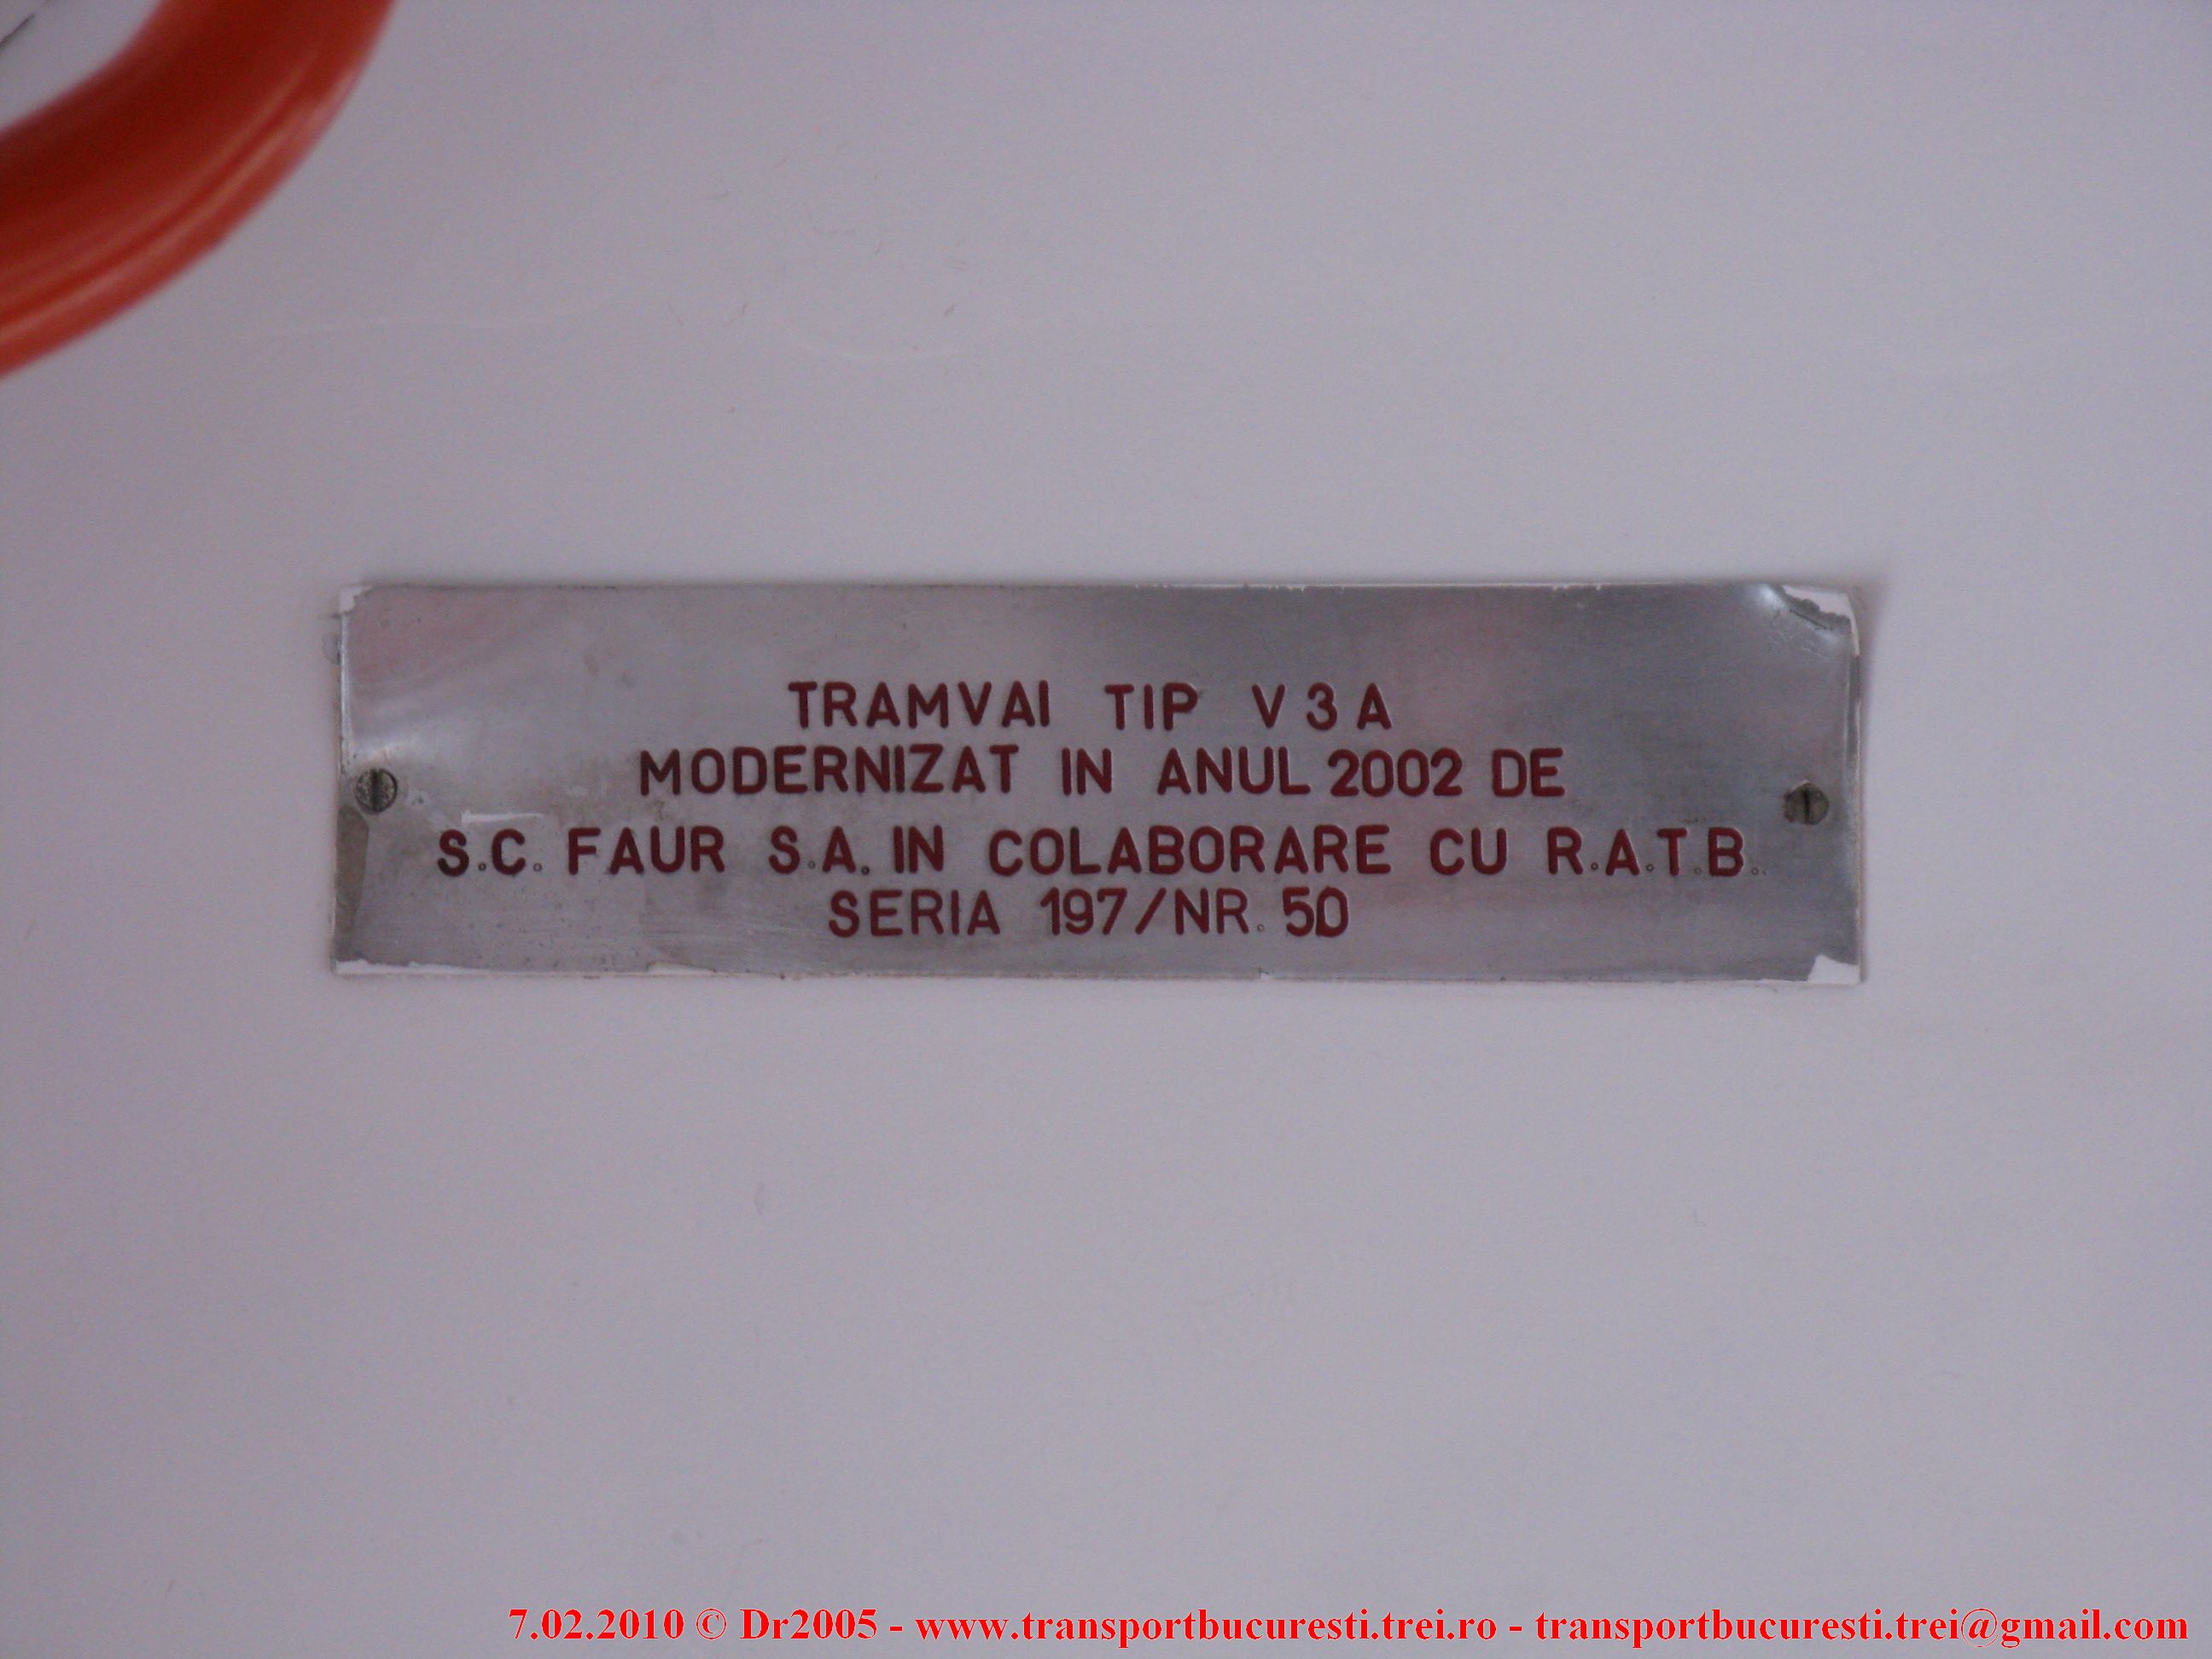 TRAMVAI TIP V3A
MODERNIZAT IN ANUL 2002 DE
S.C. FAUR S.A. IN COLABORARE CU R.A.T.B.
SERIA 197/NR. 50
7.02.2010 © Dr2005 - www.transportbucuresti.trei.ro - transportbucuresti.trei@gmail.com